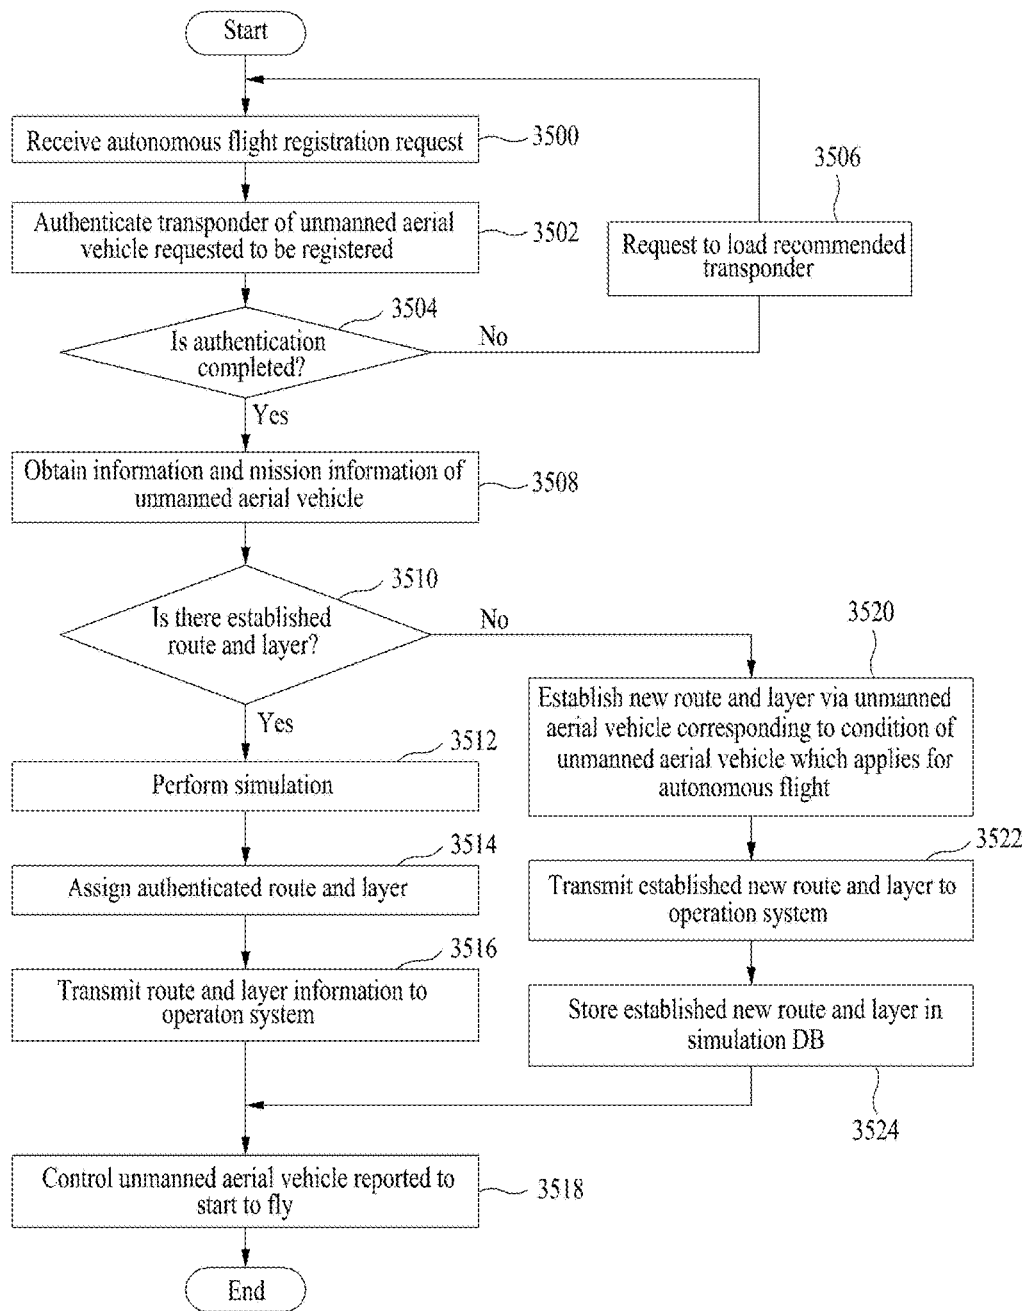 Start
Receive autonomous flight registration request
3500
3506
Authenticate transponder of unmanned aerial
vehicle requested to be registered
3502
Request to load recommended
transponder
3504
Is authentication
completed?
No
Yes
Obtain information and mission information of
unmanned aerial vehicle
3508
3510
Is there established
route and layer?
No
Yes
3520
Establish new route and layer via unmanned
aerial vehicle corresponding to condition of
unmanned aerial vehicle which applies for
autonomous flight
3512
Perform simulation
3514
Assign authenticated route and layer
3522
Transmit established new route and layer to
operation system
3516
Transmit route and layer information to
operaton system
Store established new route and layer in
simulation DB
3524
Control unmanned aerial vehicle reported to
start to fly
3518
End